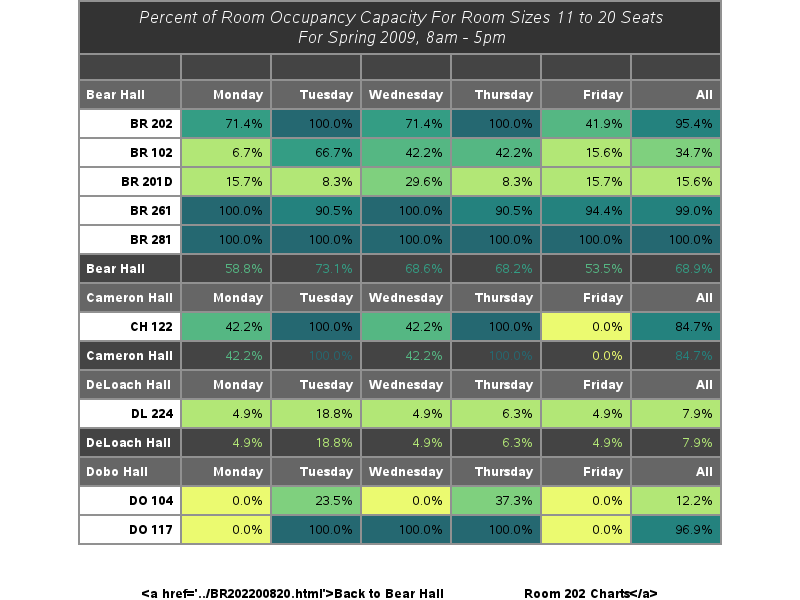 Percent of Room Occupancy Capacity For Room Sizes 11 to 20 Seats
For Spring 2009, 8am - 5pm
Bear Hall Monday Tuesday Wednesday Thursday Friday All
BR 202 71.4% 100.0% 71.4% 100.0% 41.9% 95.4%
BR 102 6.7% 66.7% 42.2% 42.2% 15.6% 34.7%
BR 201D 15.7% 8.3% 29.6% 8.3% 15.7% 15.6%
BR 261 100.0% 90.5% 100.0% 90.5% 94.4% 99.0%
BR 281 100.0% 100.0% 100.0% 100.0% 100.0% 100.0%
Bear Hall 58.8% 73.1% 68.6% 68.2% 53.5% 68.9%
Cameron Hall Monday Tuesday Wednesday Thursday Friday All
CH 122 42.2% 100.0% 42.2% 100.0% 0.0% 84.7%
Cameron Hall 42.2% 100.0% 42.2% 100.0% 0.0% 84.7%
DeLoach Hall Monday Tuesday Wednesday Thursday Friday All
DL 224 4.9% 18.8% 4.9% 6.3% 4.9% 7.9%
DeLoach Hall 4.9% 18.8% 4.9% 6.3% 4.9% 7.9%
Dobo Hall Monday Tuesday Wednesday Thursday Friday All
DO 104 0.0% 23.5% 0.0% 37.3% 0.0% 12.2%
DO 117 0.0% 100.0% 100.0% 100.0% 0.0% 96.9%
<a href='../BR202200820.html'>Back to Bear Hall Room 202 Charts</a>